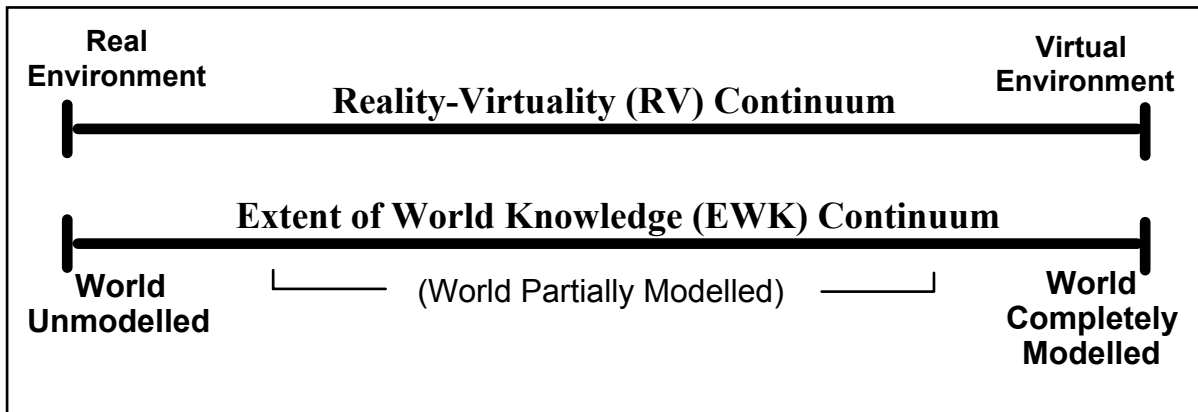 Real
Environment
Virtual
Environment
Reality-Virtuality (RV) Continuum
Extent of World Knowledge (EWK) Continuum
World
Unmodelled
(World Partially Modelled)
World
Completely
Modelled